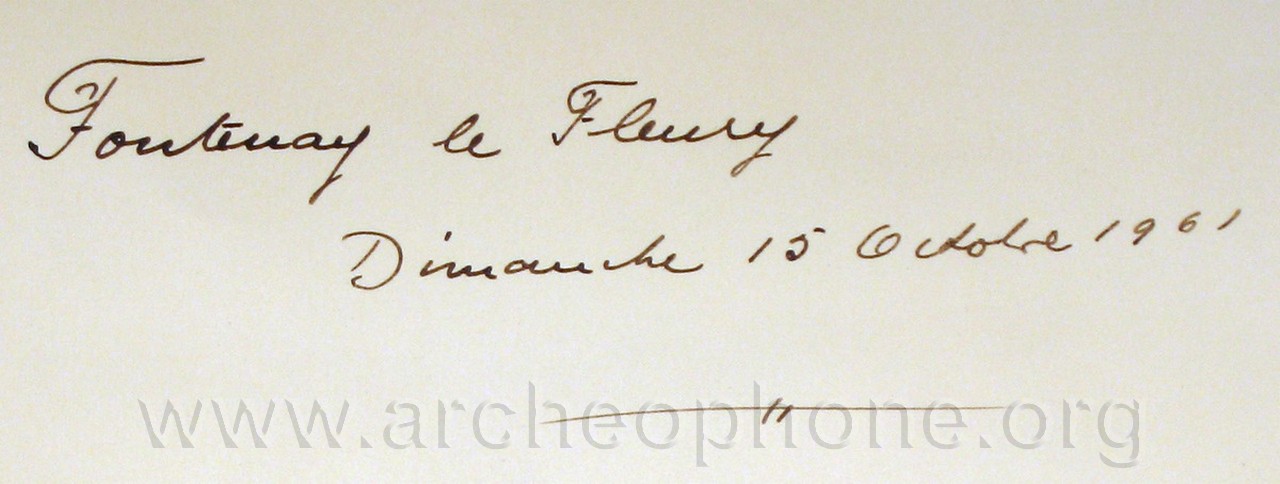 Fontenay le Fleury
Dimanche 15 Octobre 1961
www.archeophone.org